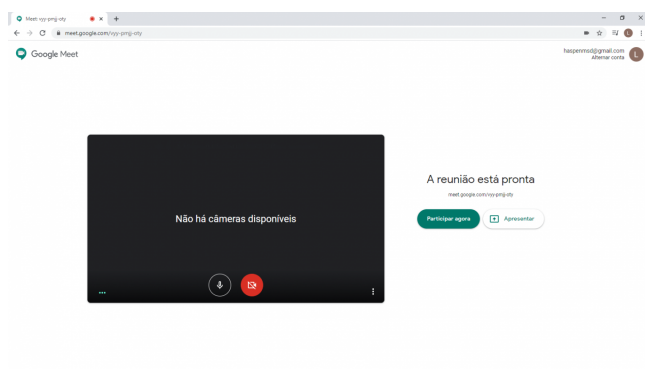 Meet: vyy-pmjj-oty
meet.google.com/vyy-pmjj-oty
L
Google Meet
haspenmsd@gmail.com
Alternar conta
L
A reunião está pronta
meet.google.com/vyy-pmjj-oty
Não há câmeras disponíveis
Participar agora
Apresentar